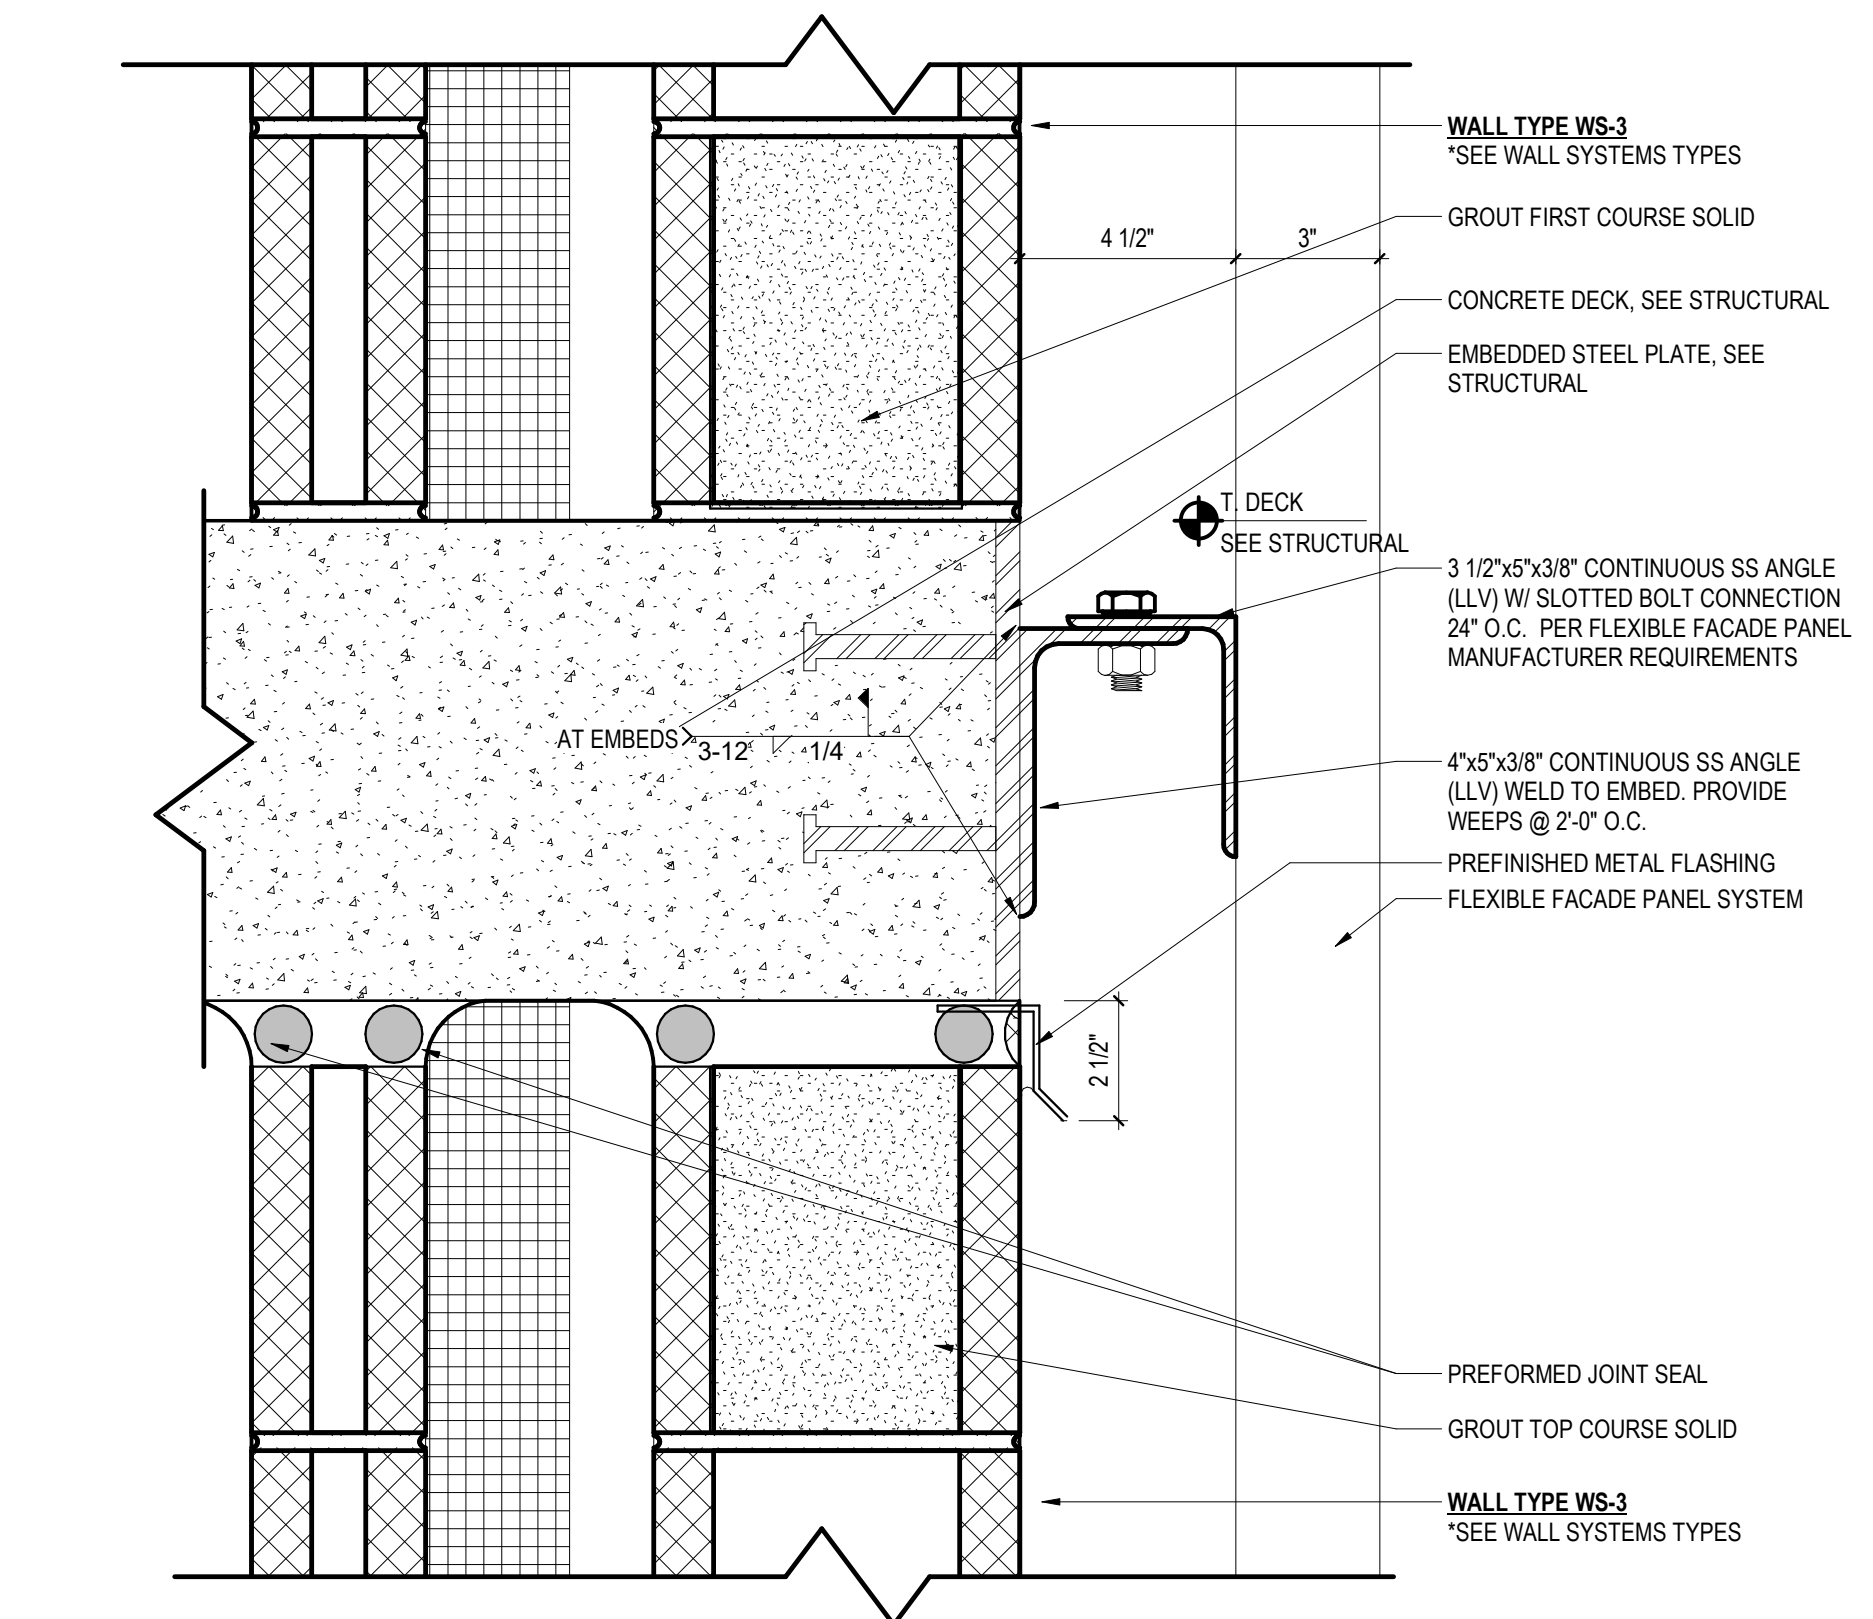 WALL TYPE WS-3
*SEE WALL SYSTEMS TYPES
GROUT FIRST COURSE SOLID
4 1/2"
3"
CONCRETE DECK, SEE STRUCTURAL
EMBEDDED STEEL PLATE, SEE
STRUCTURAL
T. DECK
SEE STRUCTURAL
3 1/2"x5"x3/8" CONTINUOUS SS ANGLE
(LLV) W/ SLOTTED BOLT CONNECTION
24" O.C. PER FLEXIBLE FACADE PANEL
MANUFACTURER REQUIREMENTS
AT EMBEDS
3-12
1/4
4"x5"x3/8" CONTINUOUS SS ANGLE
(LLV) WELD TO EMBED. PROVIDE
WEEPS @ 2'-0" O.C.
PREFINISHED METAL FLASHING
FLEXIBLE FACADE PANEL SYSTEM
2 1/2"
PREFORMED JOINT SEAL
GROUT TOP COURSE SOLID
WALL TYPE WS-3
*SEE WALL SYSTEMS TYPES